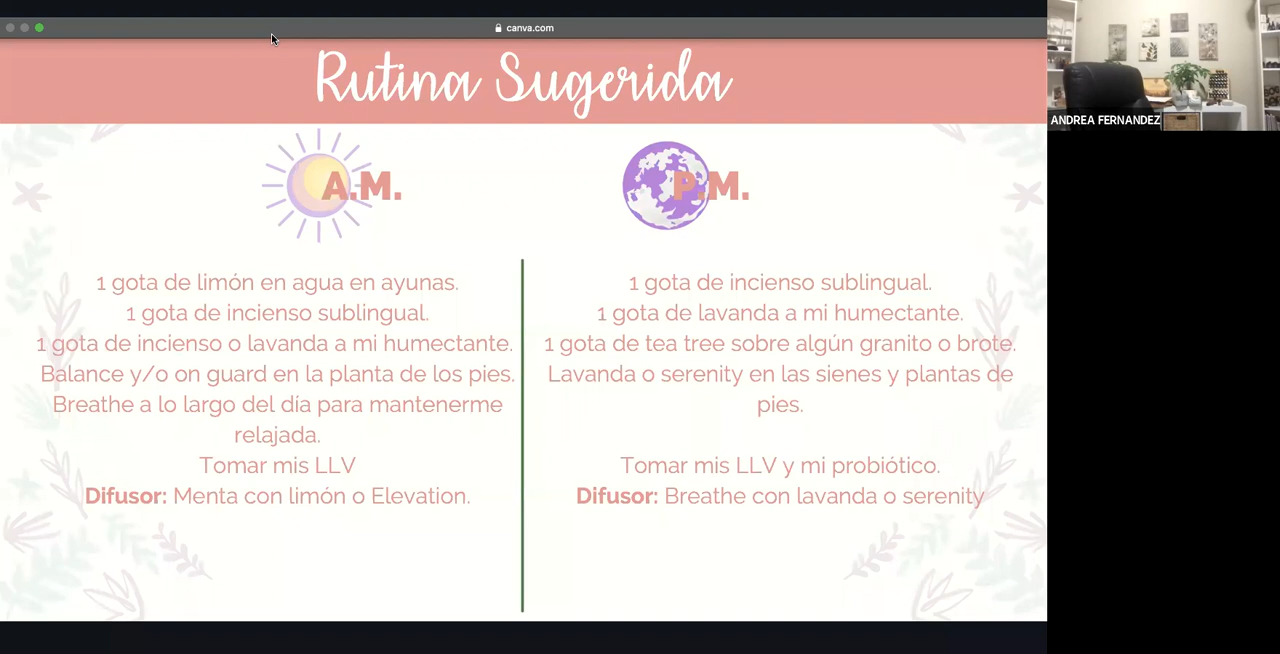 canva.com
Rutina Sugerida
A.M.
1 gota de limón en agua en ayunas.
1 gota de incienso sublingual.
1 gota de incienso o lavanda a mi humectante.
Balance y/o on guard en la planta de los pies.
Breathe a lo largo del día para mantenerme
relajada.
Tomar mis LLV
Difusor: Menta con limón o Elevation.
P.M.
1 gota de incienso sublingual.
1 gota de lavanda a mi humectante.
1 gota de tea tree sobre algún granito o brote.
Lavanda o serenity en las sienes y plantas de
pies.
Tomar mis LLV y mi probiótico.
Difusor: Breathe con lavanda o serenity
ANDREA FERNANDEZ